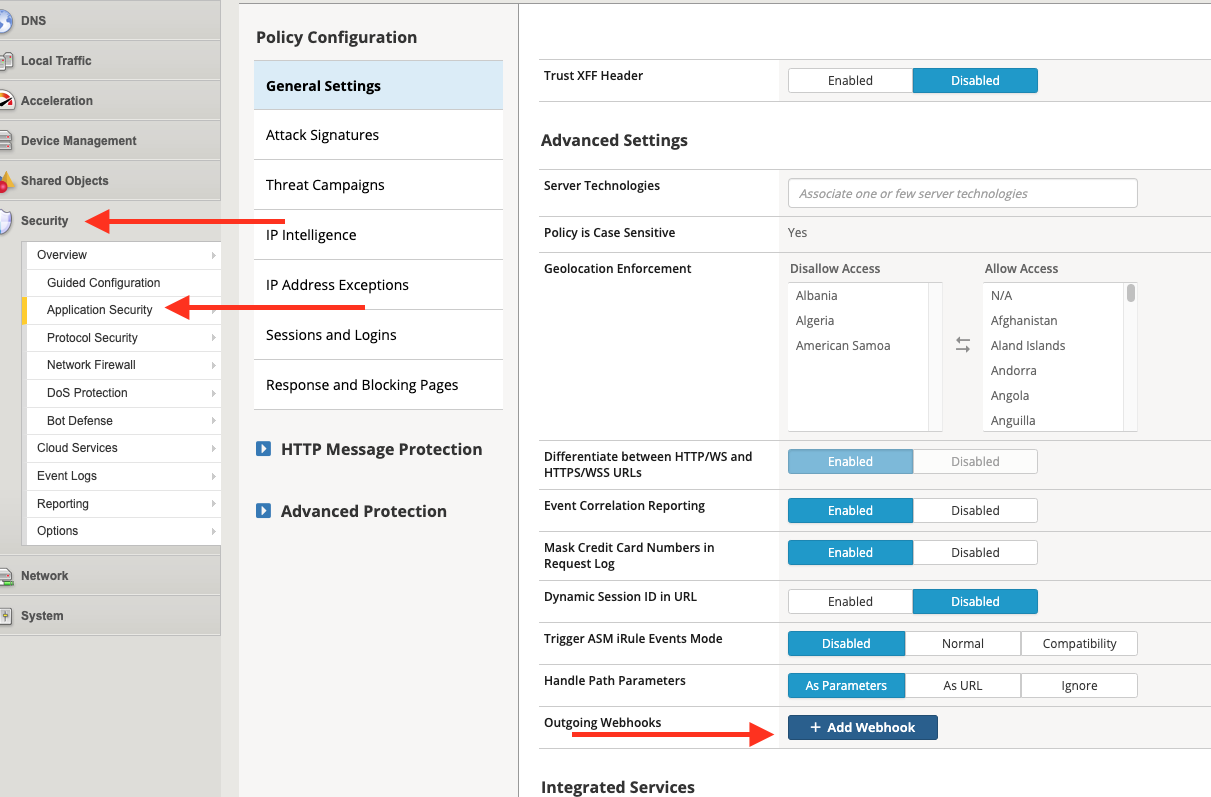 DNS
Local Traffic
Acceleration
Device Management
Shared Objects
Security
Overview
Guided Configuration
Application Security
Protocol Security
Network Firewall
DoS Protection
Bot Defense
Cloud Services
Event Logs
Reporting
Options
Network
System
Policy Configuration
General Settings
Attack Signatures
Threat Campaigns
IP Intelligence
IP Address Exceptions
Sessions and Logins
Response and Blocking Pages
HTTP Message Protection
Advanced Protection
Trust XFF Header
Enabled Disabled
Advanced Settings
Server Technologies
Associate one or few server technologies
Policy is Case Sensitive
Yes
Geolocation Enforcement
Disallow Access
Albania
Algeria
American Samoa
Allow Access
N/A
Afghanistan
Aland Islands
Andorra
Angola
Anguilla
Differentiate between HTTP/WS and
HTTPS/WSS URLs
Enabled Disabled
Event Correlation Reporting
Enabled Disabled
Mask Credit Card Numbers in
Request Log
Enabled Disabled
Dynamic Session ID in URL
Enabled Disabled
Trigger ASM iRule Events Mode
Disabled Normal Compatibility
Handle Path Parameters
As Parameters As URL Ignore
Outgoing Webhooks
+ Add Webhook
Integrated Services